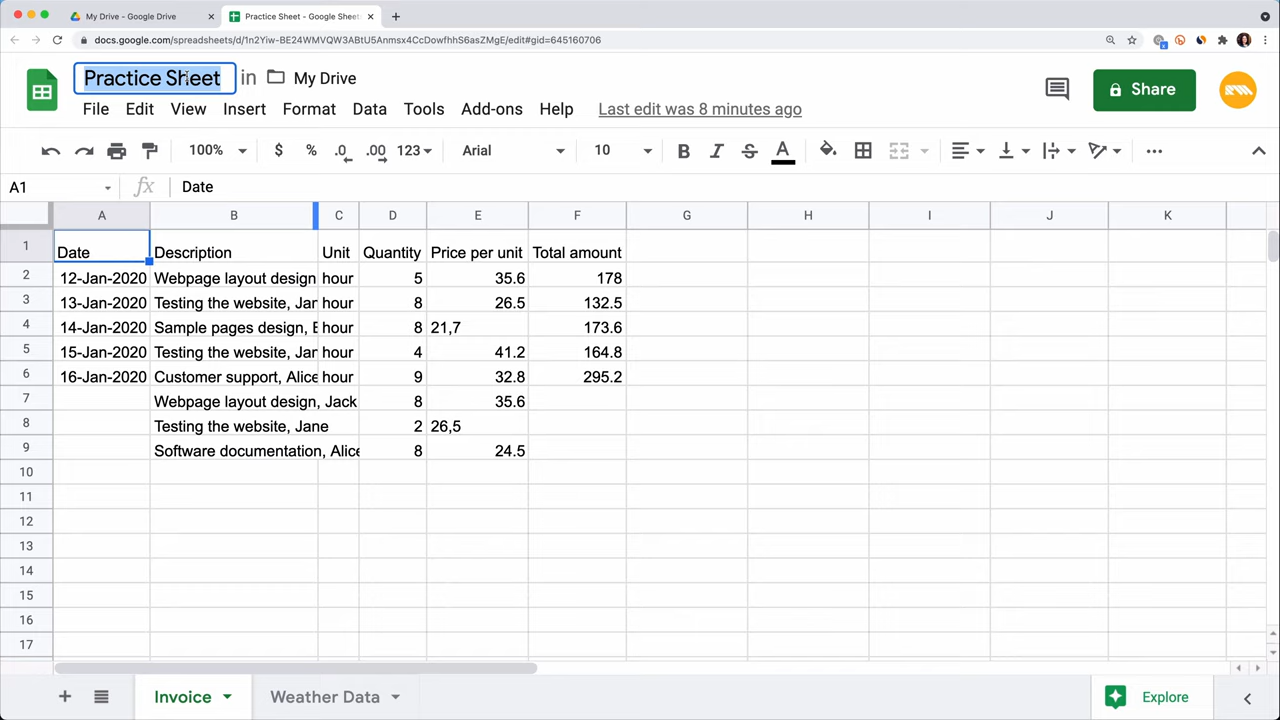 My Drive - Google Drive
Practice Sheet - Google Sheet
docs.google.com/spreadsheets/d/1n2Yiw-BE24WMVQW3ABtU5Anmsx4CcDowfhhS6asZMgE/edit#gid=645160706
Practice Sheet in My Drive
Share
File Edit View Insert Format Data Tools Add-ons Help Last edit was 8 minutes ago
100% $ % .0 .00 123 Arial 10 B I S A
A1 fx Date
A B C D E F G H I J K
1 Date Description Unit Quantity Price per unit Total amount
2 12-Jan-2020 Webpage layout design hour 5 35.6 178
3 13-Jan-2020 Testing the website, Jan hour 8 26.5 132.5
4 14-Jan-2020 Sample pages design, E hour 8 21,7 173.6
5 15-Jan-2020 Testing the website, Jan hour 4 41.2 164.8
6 16-Jan-2020 Customer support, Alice hour 9 32.8 295.2
7 Webpage layout design, Jack 8 35.6
8 Testing the website, Jane 2 26,5
9 Software documentation, Alice 8 24.5
10
11
12
13
14
15
16
17
Invoice Weather Data Explore